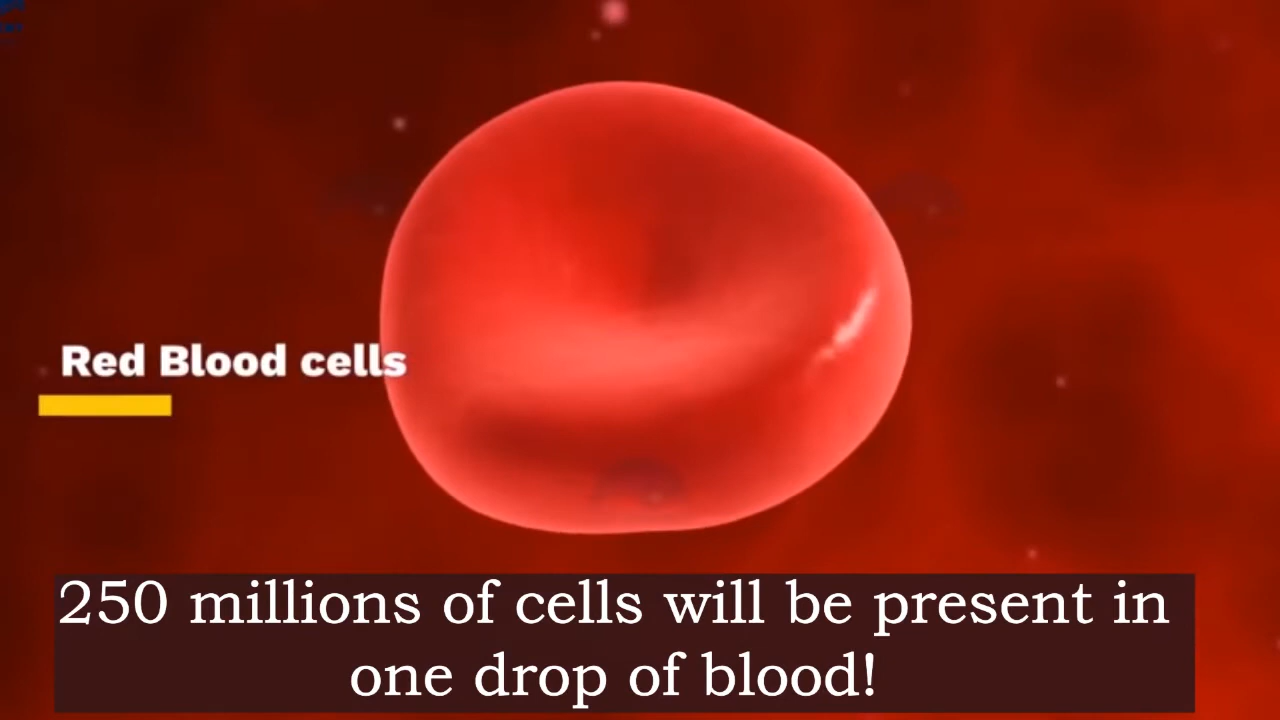 Red Blood cells
250 millions of cells will be present in
one drop of blood!